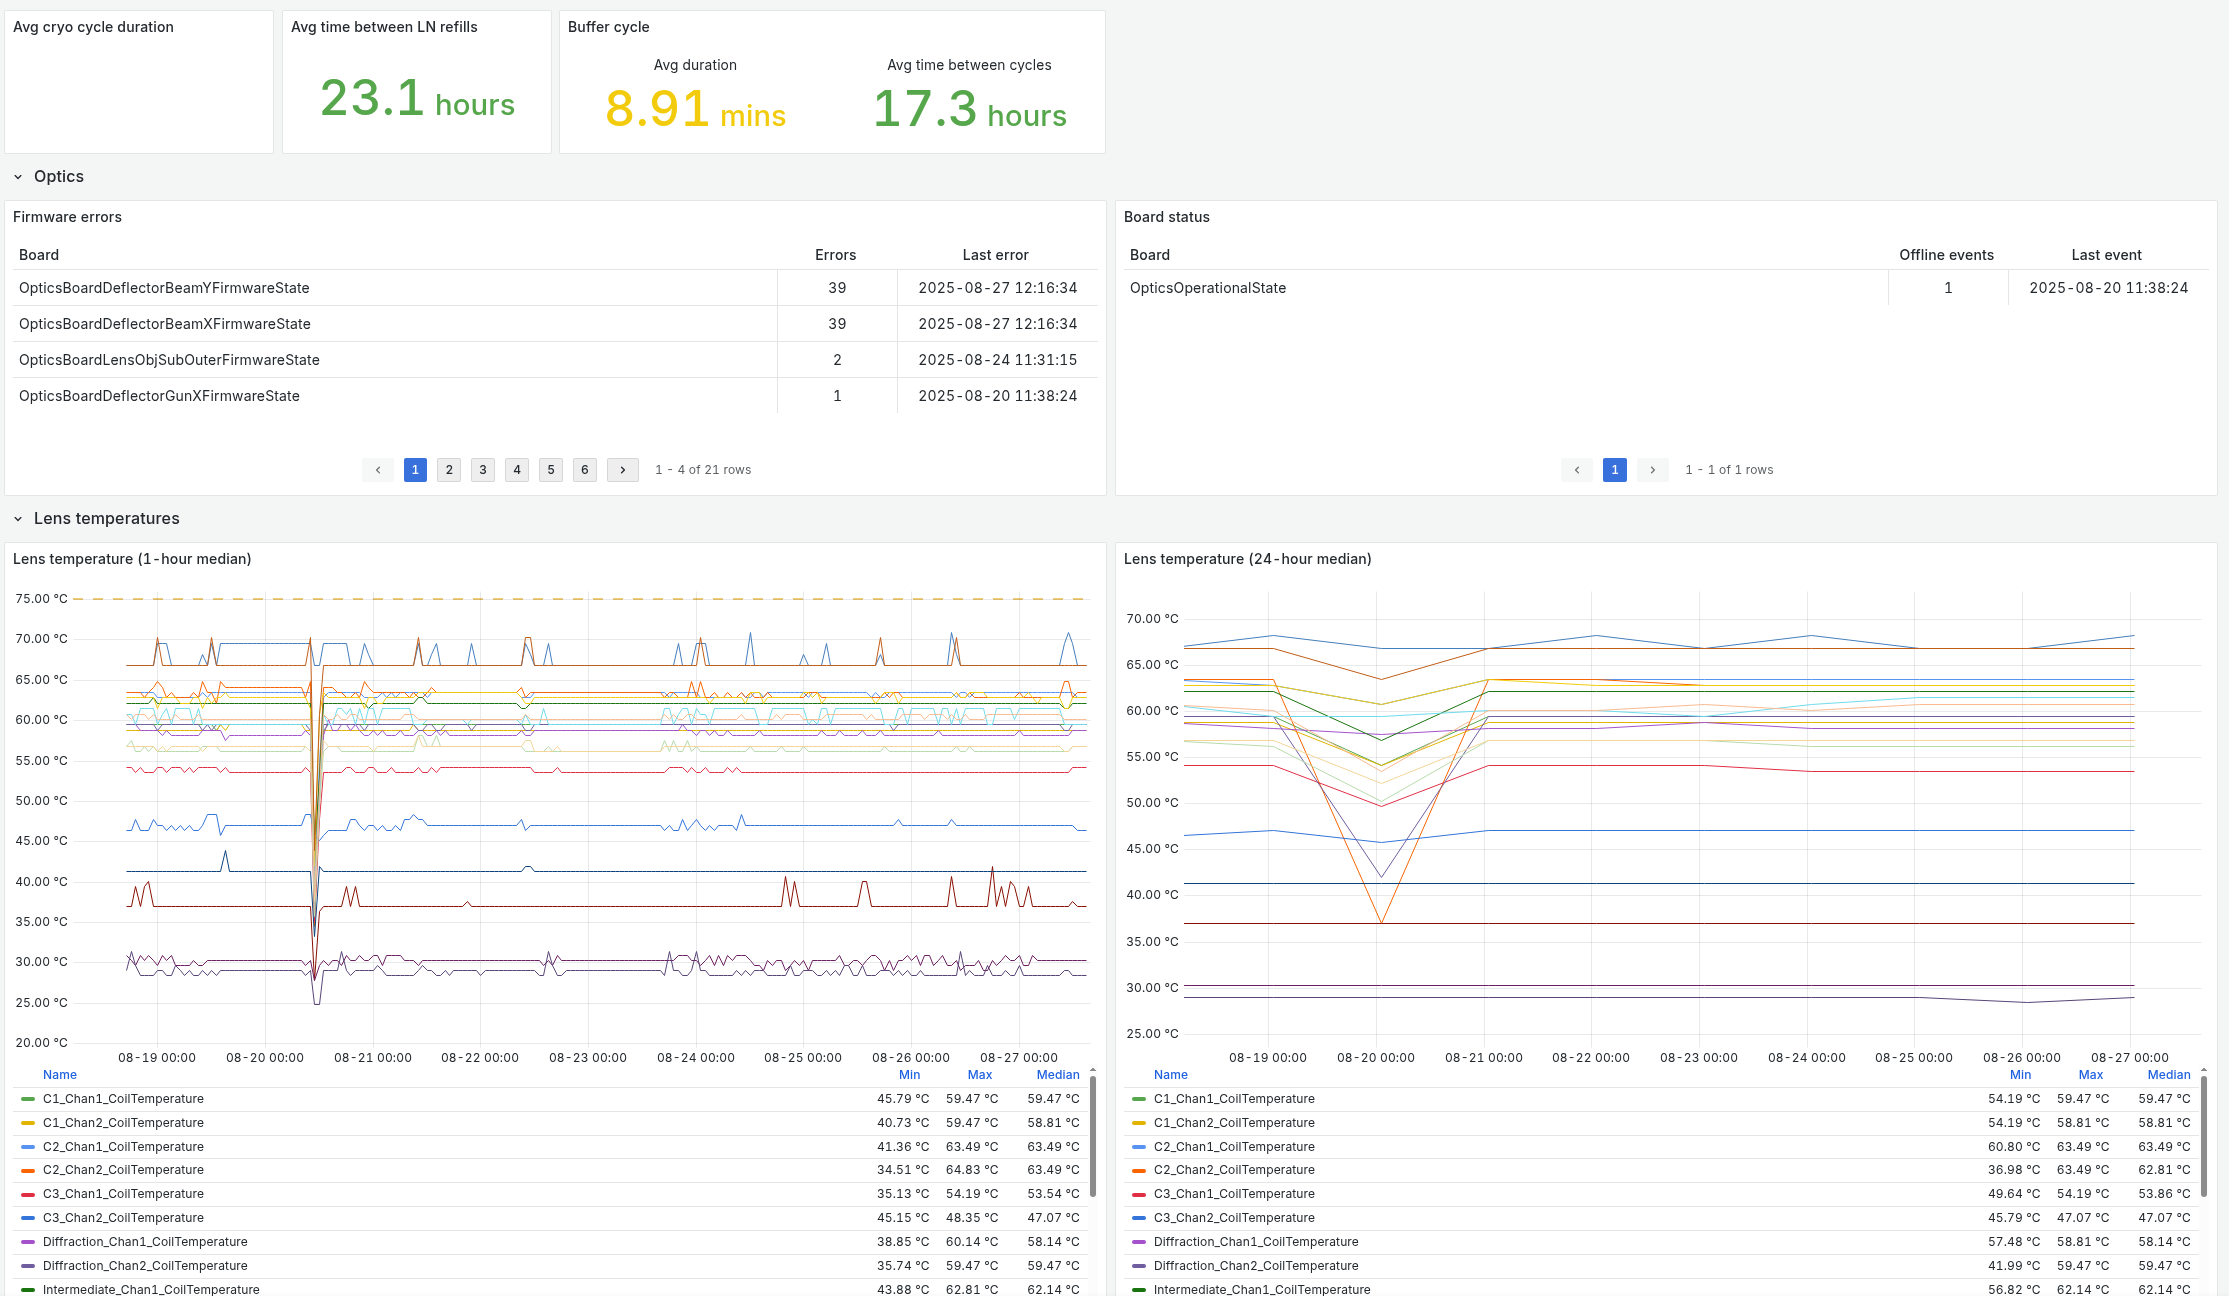 Avg cryo cycle duration
Avg time between LN refills
23.1 hours
Buffer cycle
Avg duration
8.91 mins
Avg time between cycles
17.3 hours
Optics
Firmware errors
Board Errors Last error
OpticsBoardDeflectorBeamYFirmwareState 39 2025-08-27 12:16:34
OpticsBoardDeflectorBeamXFirmwareState 39 2025-08-27 12:16:34
OpticsBoardLensObjSubOuterFirmwareState 2 2025-08-24 11:31:15
OpticsBoardDeflectorGunXFirmwareState 1 2025-08-20 11:38:24
1 2 3 4 5 6 1 - 4 of 21 rows
Board status
Board Offline events Last event
OpticsOperationalState 1 2025-08-20 11:38:24
1 1 - 1 of 1 rows
Lens temperatures
Lens temperature (1-hour median)
75.00 °C
70.00 °C
65.00 °C
60.00 °C
55.00 °C
50.00 °C
45.00 °C
40.00 °C
35.00 °C
30.00 °C
25.00 °C
20.00 °C
08-19 00:00 08-20 00:00 08-21 00:00 08-22 00:00 08-23 00:00 08-24 00:00 08-25 00:00 08-26 00:00 08-27 00:00
Name Min Max Median
C1_Chan1_CoilTemperature 45.79 °C 59.47 °C 59.47 °C
C1_Chan2_CoilTemperature 40.73 °C 59.47 °C 58.81 °C
C2_Chan1_CoilTemperature 41.36 °C 63.49 °C 63.49 °C
C2_Chan2_CoilTemperature 34.51 °C 64.83 °C 63.49 °C
C3_Chan1_CoilTemperature 35.13 °C 54.19 °C 53.54 °C
C3_Chan2_CoilTemperature 45.15 °C 48.35 °C 47.07 °C
Diffraction_Chan1_CoilTemperature 38.85 °C 60.14 °C 58.14 °C
Diffraction_Chan2_CoilTemperature 35.74 °C 59.47 °C 59.47 °C
Intermediate_Chan1_CoilTemperature 43.88 °C 62.81 °C 62.14 °C
Lens temperature (24-hour median)
70.00 °C
65.00 °C
60.00 °C
55.00 °C
50.00 °C
45.00 °C
40.00 °C
35.00 °C
30.00 °C
25.00 °C
08-19 00:00 08-20 00:00 08-21 00:00 08-22 00:00 08-23 00:00 08-24 00:00 08-25 00:00 08-26 00:00 08-27 00:00
Name Min Max Median
C1_Chan1_CoilTemperature 54.19 °C 59.47 °C 59.47 °C
C1_Chan2_CoilTemperature 54.19 °C 58.81 °C 58.81 °C
C2_Chan1_CoilTemperature 60.80 °C 63.49 °C 63.49 °C
C2_Chan2_CoilTemperature 36.98 °C 63.49 °C 62.81 °C
C3_Chan1_CoilTemperature 49.64 °C 54.19 °C 53.86 °C
C3_Chan2_CoilTemperature 45.79 °C 47.07 °C 47.07 °C
Diffraction_Chan1_CoilTemperature 57.48 °C 58.81 °C 58.14 °C
Diffraction_Chan2_CoilTemperature 41.99 °C 59.47 °C 59.47 °C
Intermediate_Chan1_CoilTemperature 56.82 °C 62.14 °C 62.14 °C